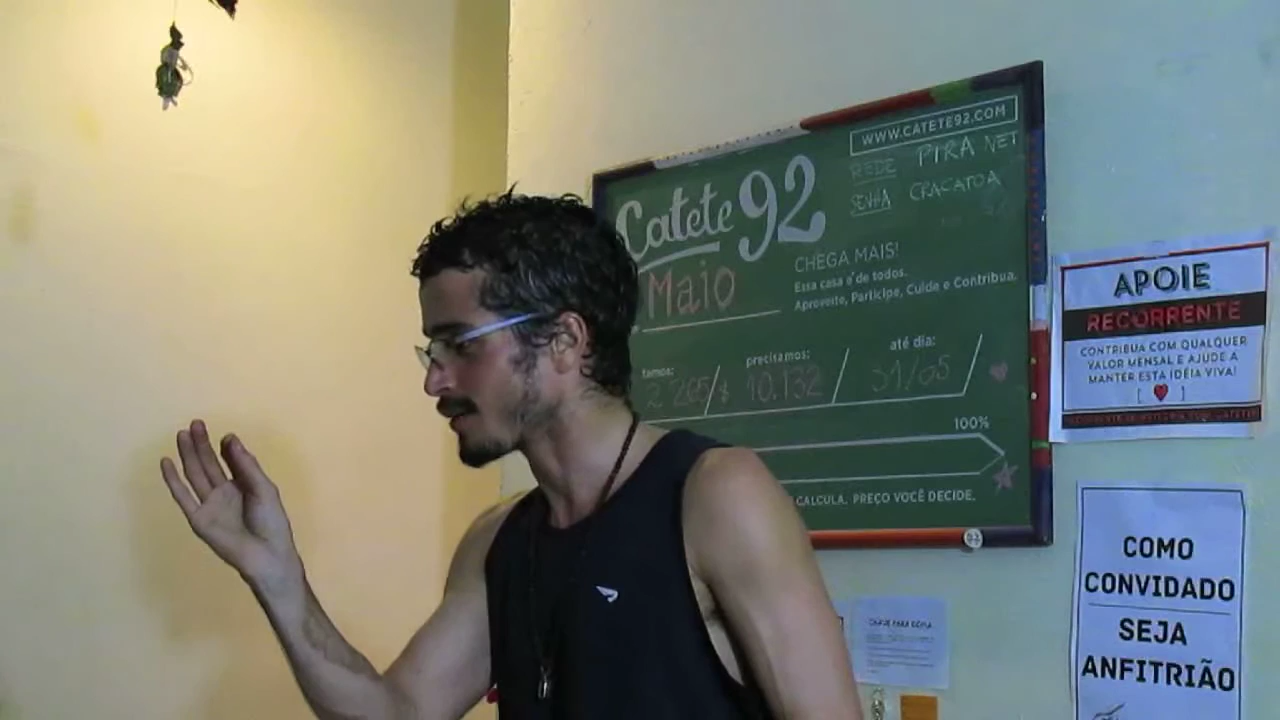 WWW.CATETE92.COM
REDE PIRA NET
SENHA CRACATOA
Catete 92
Maio
CHEGA MAIS!
Essa casa é de todos.
Aproveite, Participe, Cuide e Contribua.
temos: precisamos: até dia:
2 265/$ 10.132 31/05
100%
CALCULA. PREÇO VOCÊ DECIDE.
APOIE
RECORRENTE
CONTRIBUA COM QUALQUER
VALOR MENSAL E AJUDE A
MANTER ESTA IDEIA VIVA!
COMO
CONVIDADO
SEJA
ANFITRIÃO